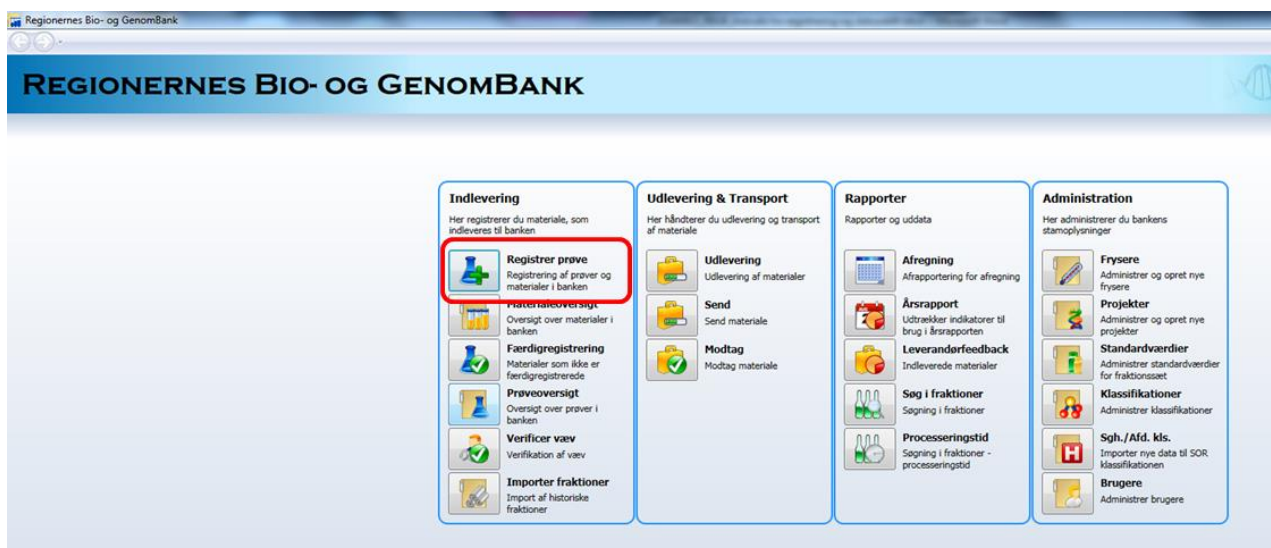 Regionernes Bio- og GenomBank
REGIONERNES BIO- OG GENOMBANK
Indlevering
Her registrerer du materiale, som
indleveres til banken
Registrer prøve
Registrering af prøver og
materialer i banken
Materialeoversigt
Oversigt over materialer i
banken
Færdigregistrering
Materialer som ikke er
færdigregistrerede
Prøveoversigt
Oversigt over prøver i
banken
Verificer væv
Verifikation af væv
Importer fraktioner
Import af historiske
fraktioner
Udlevering & Transport
Her håndterer du udlevering og transport
af materiale
Udlevering
Udlevering af materialer
Send
Send materiale
Modtag
Modtag materiale
Rapporter
Rapporter og uddata
Afregning
Afrapportering for afregning
Årsrapport
Udtrækker indikatorer til
brug i årsrapporten
Leverandørfeedback
Indleverede materialer
Søg i fraktioner
Søgning i fraktioner
Processeringstid
Søgning i fraktioner -
processeringstid
Administration
Her administrerer du bankens
stamoplysninger
Frysere
Administrer og opret nye
frysere
Projekter
Administrer og opret nye
projekter
Standardværdier
Administrer standardværdier
for fraktionssæt
Klassifikationer
Administrer klassifikationer
Sgh./Afd. kls.
Importer nye data til SOR
klassifikationen
Brugere
Administrer brugere